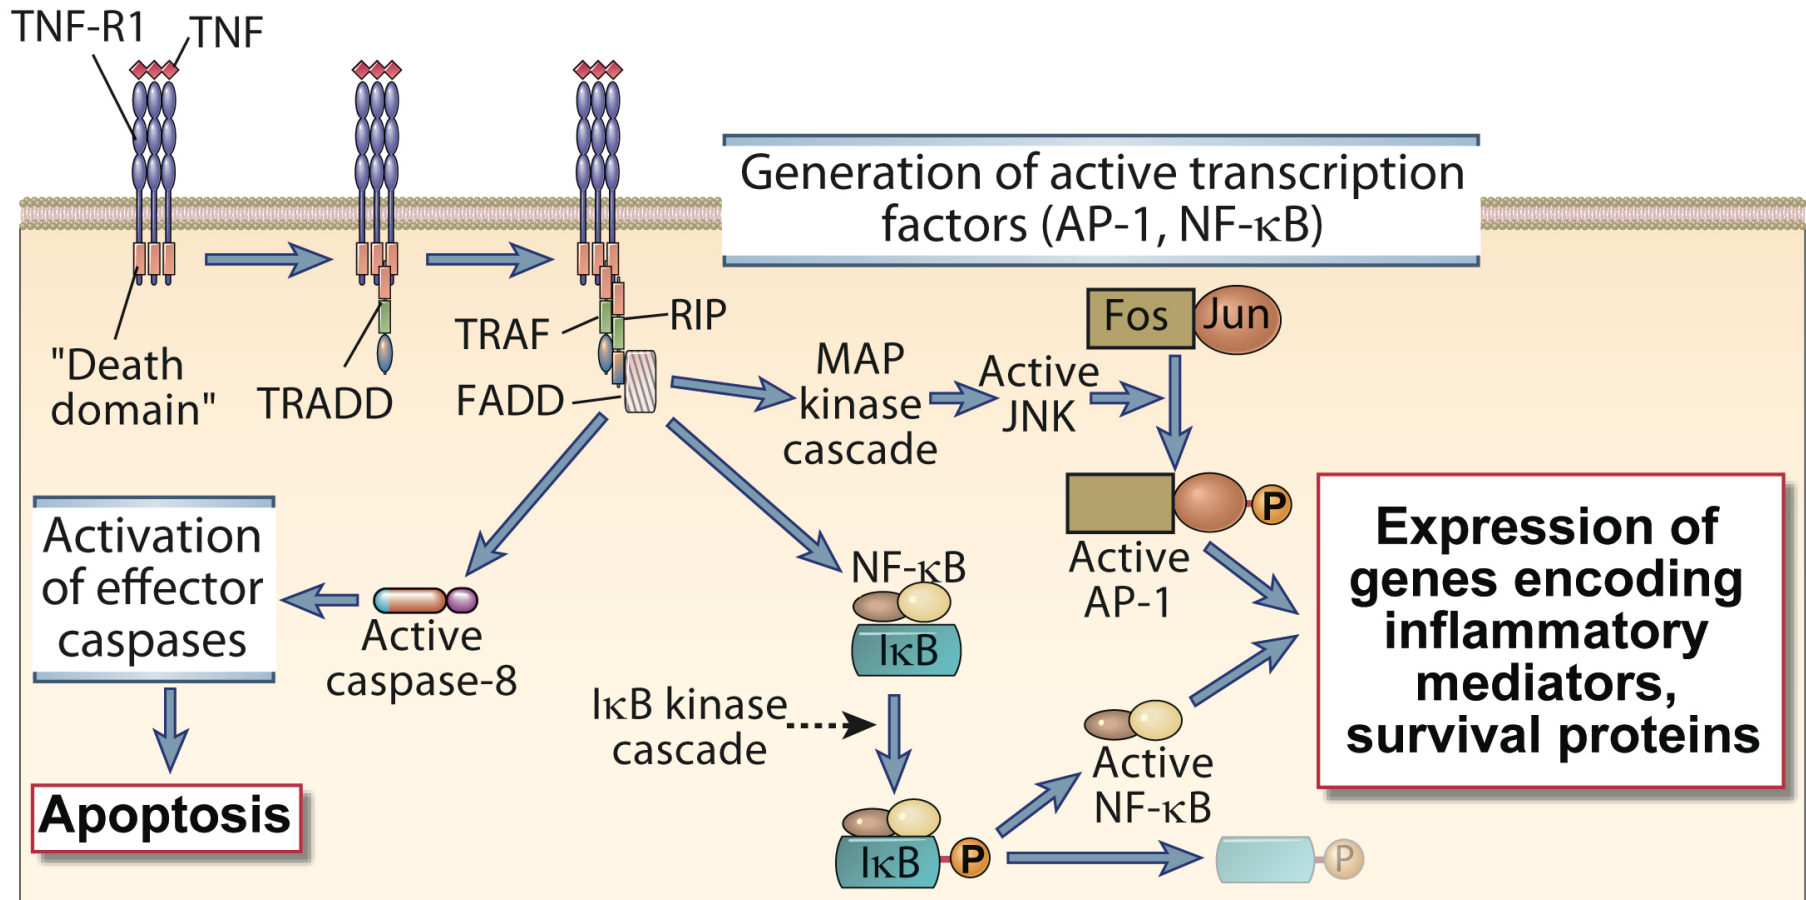 TNF-R1
TNF
Generation of active transcription
factors (AP-1, NF-κB)
"Death
domain"
TRADD
TRAF
RIP
FADD
MAP
kinase
cascade
Active
JNK
Fos
Jun
P
Active
AP-1
Activation
of effector
caspases
Active
caspase-8
Apoptosis
NF-κB
IκB
IκB kinase
cascade
IκB
P
Active
NF-κB
P
Expression of
genes encoding
inflammatory
mediators,
survival proteins